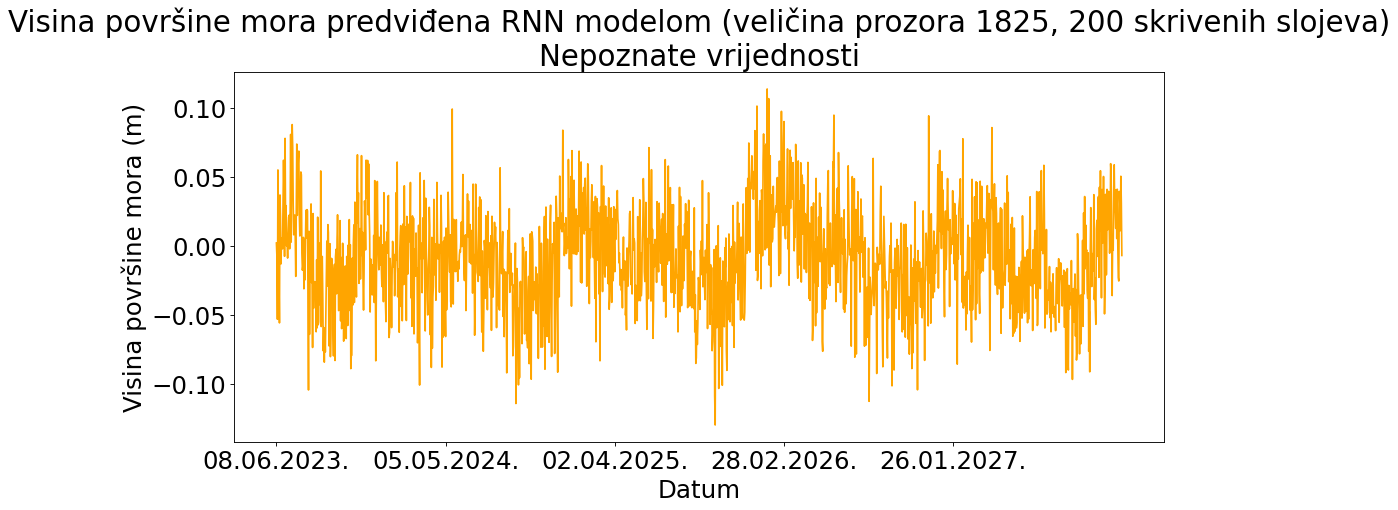 Visina površine mora predviđena RNN modelom (veličina prozora 1825, 200 skrivenih slojeva)
Nepoznate vrijednosti
Visina površine mora (m)
0.10
0.05
0.00
−0.05
−0.10
08.06.2023. 05.05.2024. 02.04.2025. 28.02.2026. 26.01.2027.
Datum